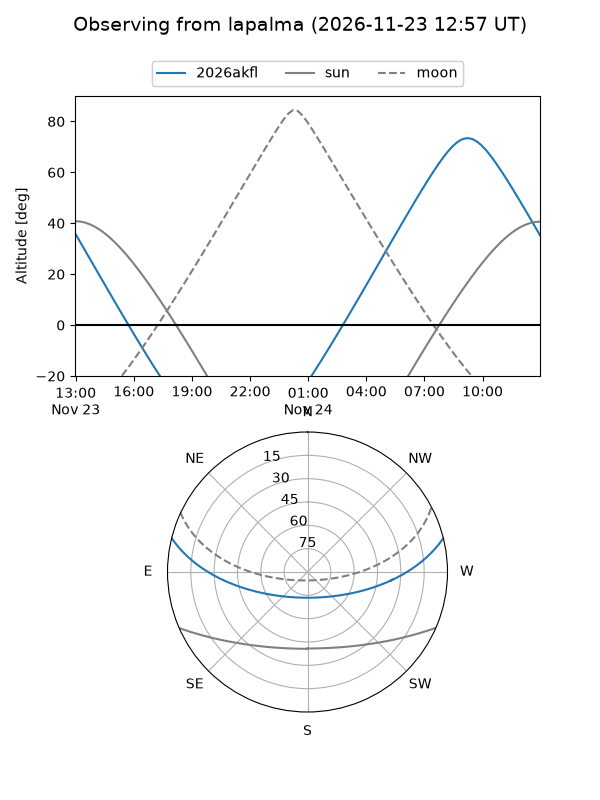 Observing from lapalma (2026-11-23 12:57 UT)
2026akfl sun moon
Altitude [deg]
80
60
40
20
0
−20
13:00 16:00 19:00 22:00 01:00 04:00 07:00 10:00
Nov 23 Nov 24
N
NE NW
15
30
45
60
75
E W
SE SW
S